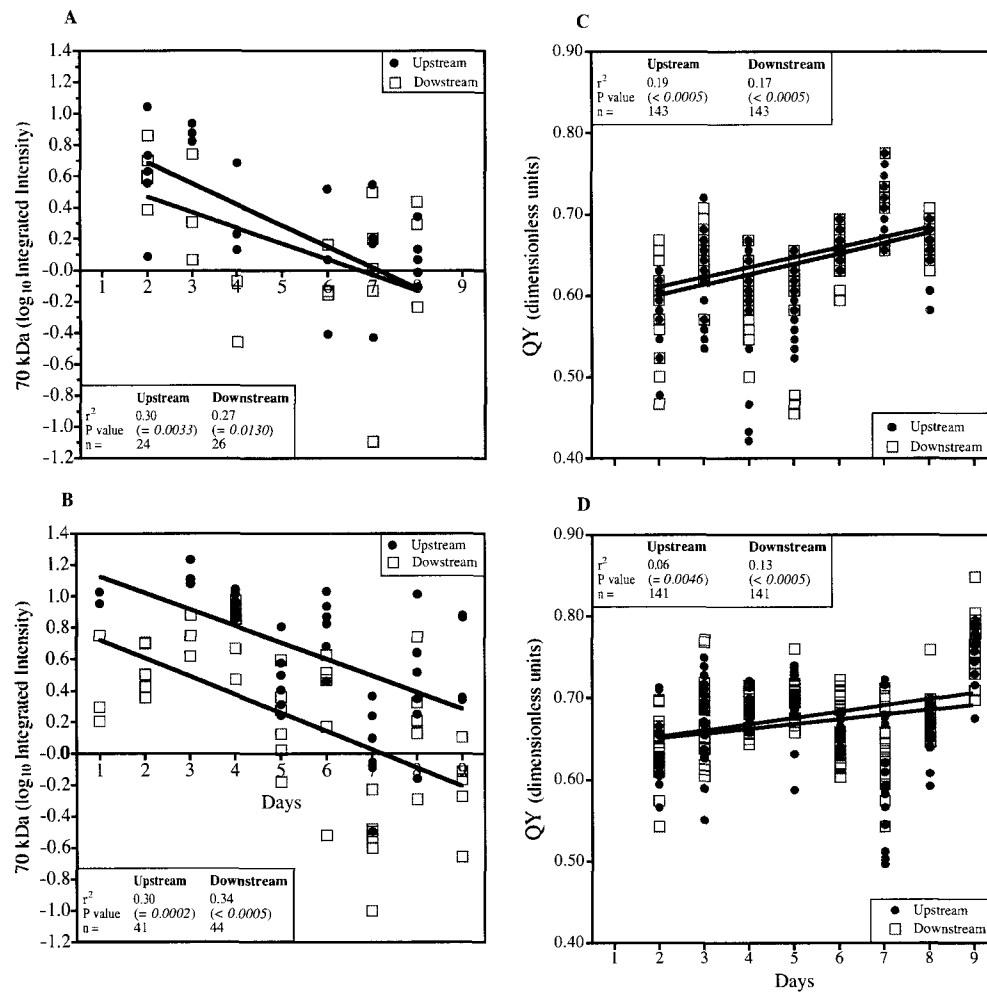 A
1.4
1.2
1.0
0.8
0.6
0.4
0.2
-0.0
-0.2
-0.4
-0.6
-0.8
-1.0
-1.2
70 kDa (log10 Integrated Intensity)
Upstream
Dowstream
1 2 3 4 5 6 7 8 9
Upstream Downstream
r2 0.30 0.27
P value (= 0.0033) (= 0.0130)
n = 24 26
B
1.4
1.2
1.0
0.8
0.6
0.4
0.2
0.0
-0.2
-0.4
-0.6
-0.8
-1.0
-1.2
70 kDa (log10 Integrated Intensity)
Upstream
Downstream
1 2 3 4 5 6 7 8 9
Days
Upstream Downstream
r2 0.30 0.34
P value (= 0.0002) (< 0.0005)
n = 41 44
C
0.90
0.80
0.70
0.60
0.50
0.40
QY (dimensionless units)
Upstream Downstream
r2 0.19 0.17
P value (< 0.0005) (< 0.0005)
n = 143 143
Upstream
Downstream
D
0.90
0.80
0.70
0.60
0.50
0.40
QY (dimensionless units)
Upstream Downstream
r2 0.06 0.13
P value (= 0.0046) (< 0.0005)
n = 141 141
Upstream
Downstream
1 2 3 4 5 6 7 8 9
Days